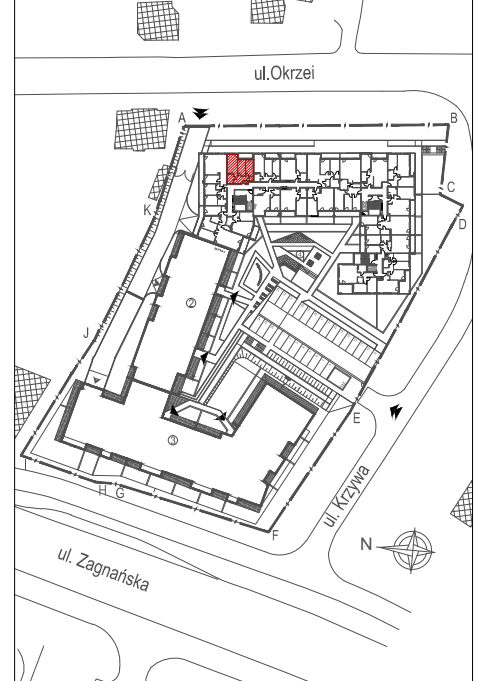 ul.Okrzei
A
B
C
D
K
②
J
E
③
I
H G
F
ul. Krzywa
N
ul. Zagnańska